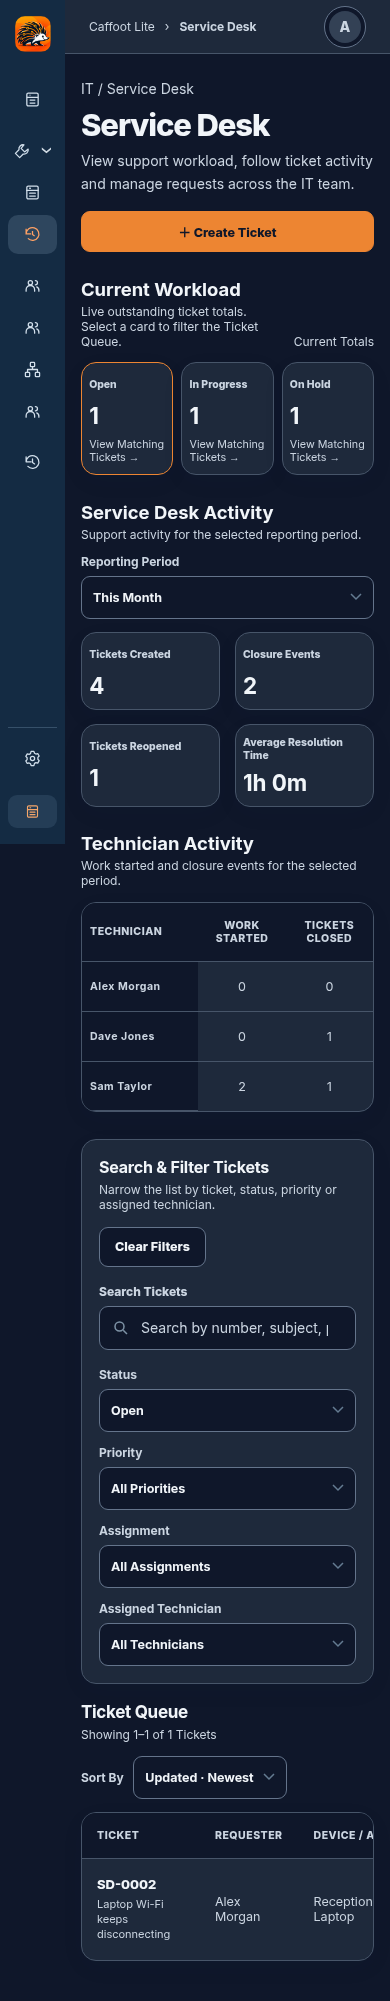 Caffoot Lite › Service Desk
A
IT / Service Desk
Service Desk
View support workload, follow ticket activity
and manage requests across the IT team.
+ Create Ticket
Current Workload
Live outstanding ticket totals.
Select a card to filter the Ticket
Queue.
Current Totals
Open
1
View Matching
Tickets →
In Progress
1
View Matching
Tickets →
On Hold
1
View Matching
Tickets →
Service Desk Activity
Support activity for the selected reporting period.
Reporting Period
This Month
Tickets Created
4
Closure Events
2
Tickets Reopened
1
Average Resolution
Time
1h 0m
Technician Activity
Work started and closure events for the selected
period.
TECHNICIAN WORK STARTED TICKETS CLOSED
Alex Morgan 0 0
Dave Jones 0 1
Sam Taylor 2 1
Search & Filter Tickets
Narrow the list by ticket, status, priority or
assigned technician.
Clear Filters
Search Tickets
Search by number, subject,
Status
Open
Priority
All Priorities
Assignment
All Assignments
Assigned Technician
All Technicians
Ticket Queue
Showing 1–1 of 1 Tickets
Sort By Updated · Newest
TICKET REQUESTER DEVICE / A
SD-0002
Laptop Wi-Fi
keeps
disconnecting
Alex
Morgan
Reception
Laptop